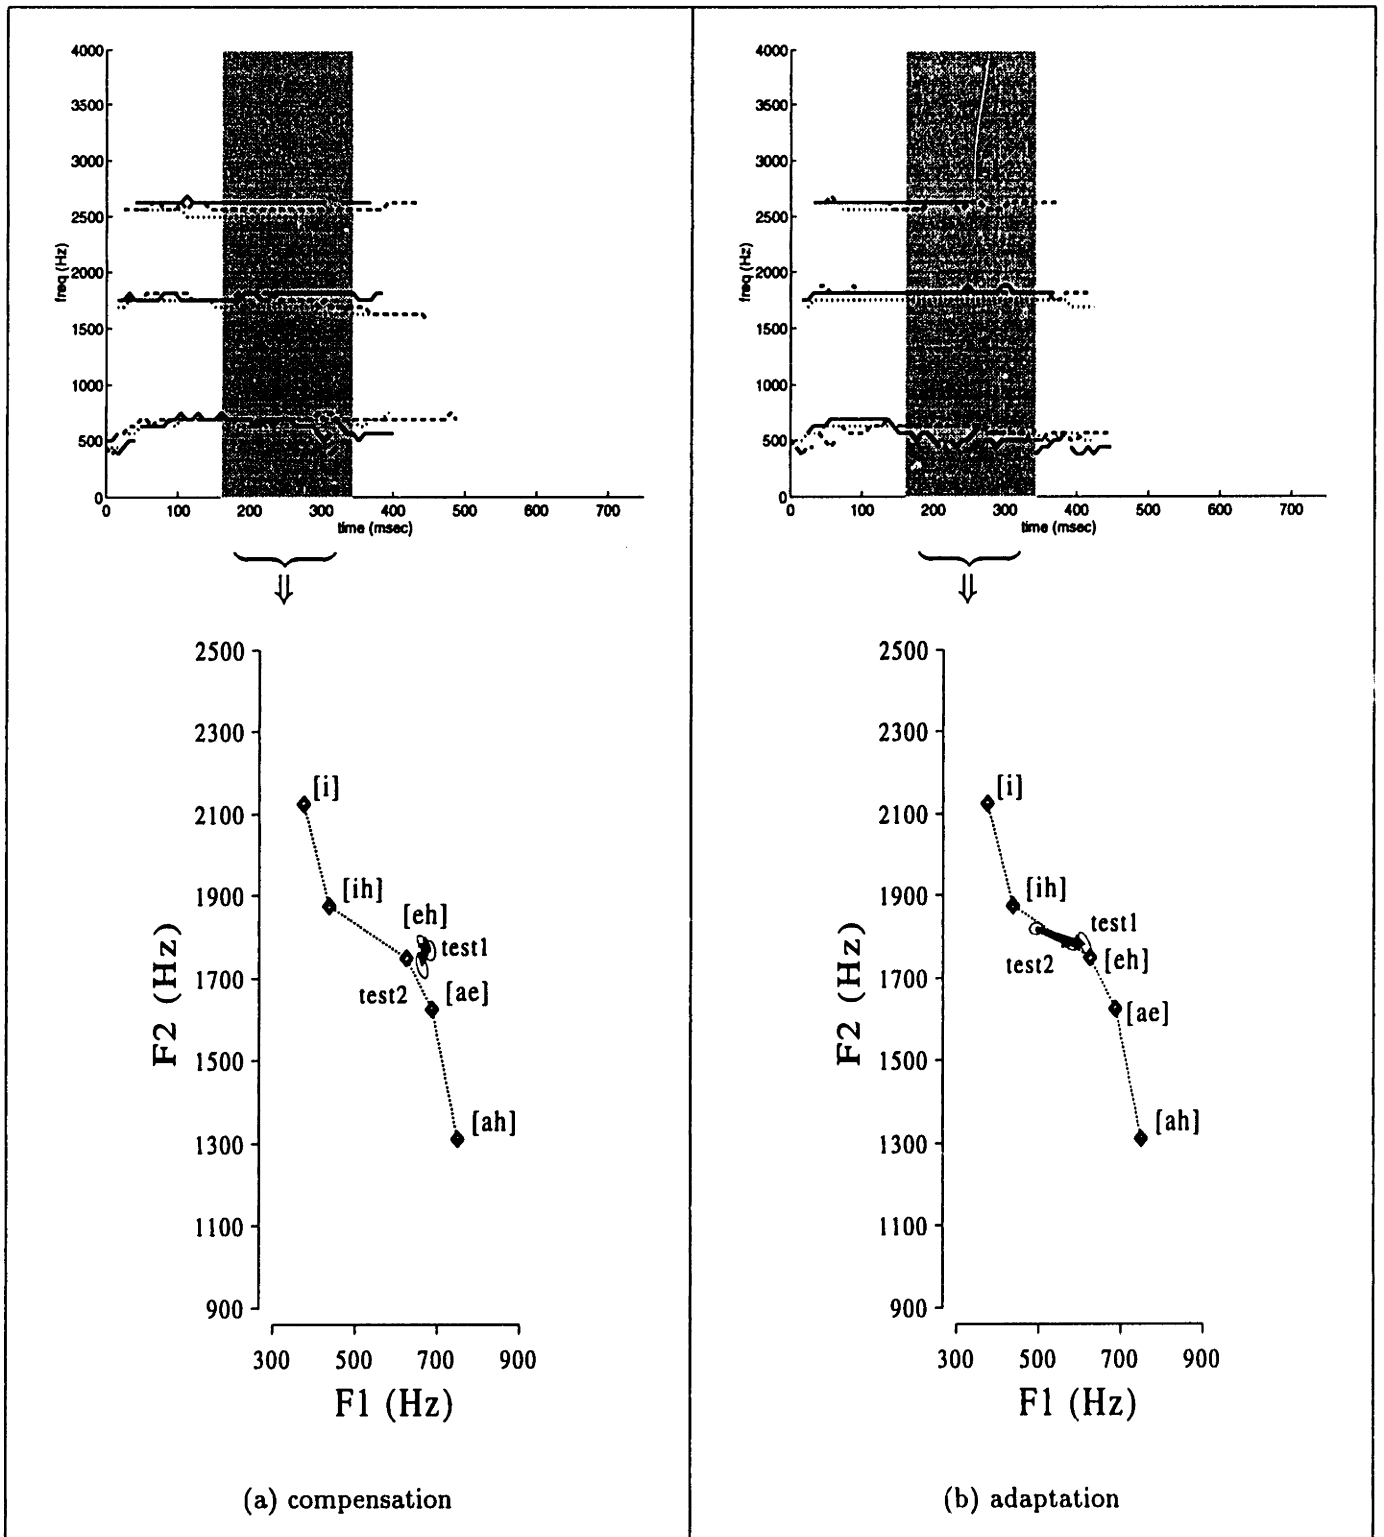 4000
3500
3000
2500
2000
1500
1000
500
0
freq (Hz)
0 100 200 300 400 500 600 700
time (msec)
2500
2300
2100
1900
1700
1500
1300
1100
900
F2 (Hz)
[i]
[ih]
[eh]
test1
test2
[ae]
[ah]
300 500 700 900
F1 (Hz)
(a) compensation
4000
3500
3000
2500
2000
1500
1000
500
0
freq (Hz)
0 100 200 300 400 500 600 700
time (msec)
2500
2300
2100
1900
1700
1500
1300
1100
900
F2 (Hz)
[i]
[ih]
test1
test2
[eh]
[ae]
[ah]
300 500 700 900
F1 (Hz)
(b) adaptation